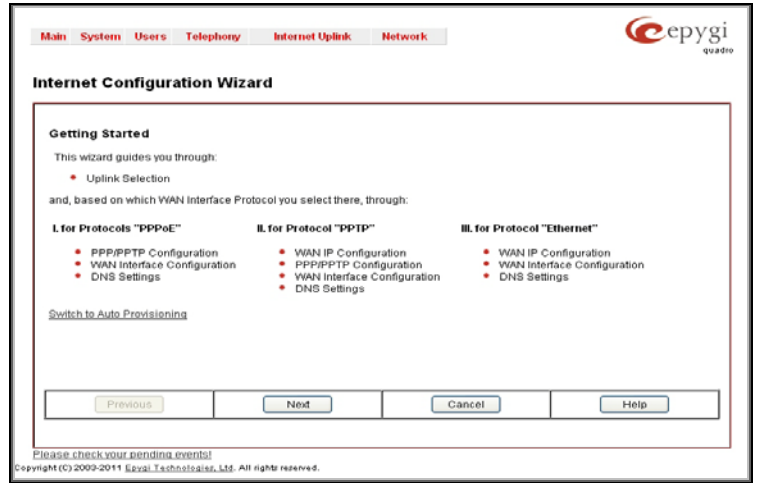 Main System Users Telephony Internet Uplink Network
epygi
quadro
Internet Configuration Wizard
Getting Started
This wizard guides you through:
Uplink Selection
and, based on which WAN Interface Protocol you select there, through:
I. for Protocols "PPPoE"
PPP/PPTP Configuration
WAN Interface Configuration
DNS Settings
II. for Protocol "PPTP"
WAN IP Configuration
PPP/PPTP Configuration
WAN Interface Configuration
DNS Settings
III. for Protocol "Ethernet"
WAN IP Configuration
WAN Interface Configuration
DNS Settings
Switch to Auto Provisioning
Previous Next Cancel Help
Please check your pending events!
Copyright (C) 2003-2011 Epygi Technologies, Ltd. All rights reserved.